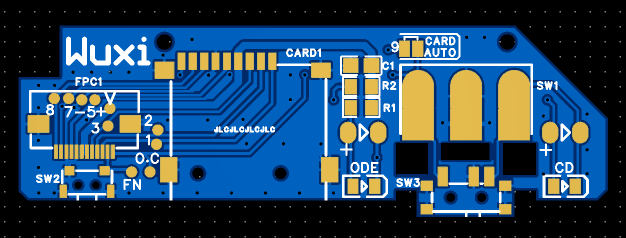 Wuxi
CARD1
9
CARD
AUTO
FPC1
C1
R2
R1
SW1
8 7-5+ V
3
2
1
O.C
JLCJLCJLCJLC
+
+
SW2
FN
ODE
SW3
CD